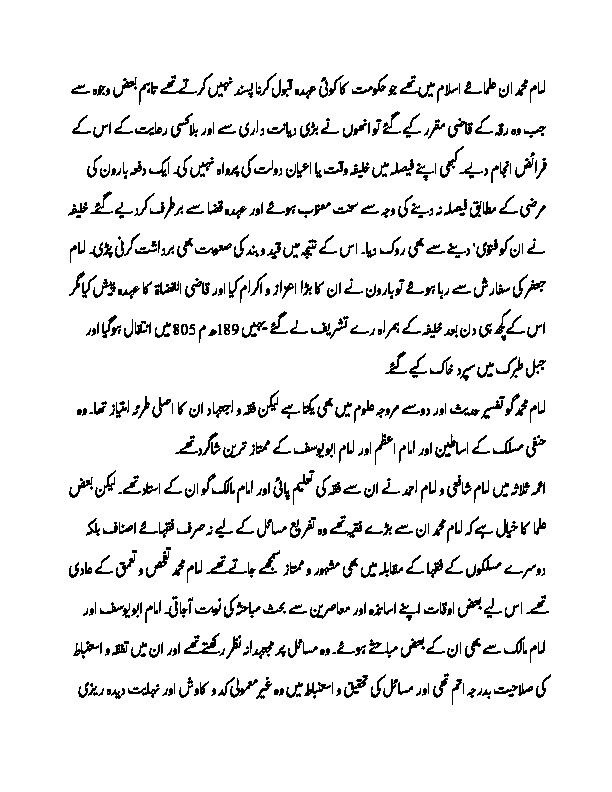 امام محمد ان علمائے اسلام میں تھے جو حکومت کا کوئی عہدہ قبول کرنا پسند نہیں کرتے تھے تاہم بعض وجوہ سے
جب وہ رقہ کے قاضی مقرر کیے گئے تو انھوں نے بڑی دیانت داری سے اور بلا کسی رعایت کے اس کے
فرائض انجام دیے۔ کبھی اپنے فیصلہ میں خلیفہ وقت یا اعیان دولت کی پرواہ نہیں کی۔ ایک دفعہ ہارون کی
مرضی کے مطابق فیصلہ نہ دینے کی وجہ سے سخت معتوب ہوئے اور عہدہ قضا سے برطرف کردیے گئے۔ خلیفہ
نے ان کو فتویٰ دینے سے بھی روک دیا۔ اس کے نتیجہ میں قید و بند کی صعوبت بھی برداشت کرنی پڑی۔ امام
جعفر کی سفارش سے رہا ہوئے تو ہارون نے ان کا بڑا اعزاز و اکرام کیا اور قاضی القضاۃ کا عہدہ پیش کیا مگر
اس کے کچھ ہی دن بعد خلیفہ کے ہمراہ رے تشریف لے گئے یہیں 189ھ م 805 میں انتقال ہوگیا اور
جبل طبرک میں سپرد خاک کیے گئے۔
امام محمد گو تفسیر حدیث اور دوسے مروجہ علوم میں بھی یکتا ہے لیکن فقہ و اجتہاد ان کا اصلی طرئہ امتیاز تھا۔ وہ
حنفی مسلک کے اساطین اور امام اعظم اور امام ابو یوسف کے ممتاز ترین شاگرد تھے۔
ائمہ ثلاثہ میں امام شافعی و امام احمد نے ان سے فقہ کی تعلیم پائی اور امام مالک گو ان کے استاد تھے۔ لیکن بعض
علما کا خیال ہے کہ امام محمد ان سے بڑے فقیہ تھے وہ تفریع مسائل کے لیے نہ صرف فقہائے اصناف بلکہ
دوسرے مسلکوں کے فقہا کے مقابلہ میں بھی مشہور و ممتاز سمجھے جاتے تھے۔ امام محمد تفحص و تعمق کے عادی
تھے۔ اس لیے بعض اوقات اپنے اساتذہ اور معاصرین سے بحث مباحثہ کی نوبت آجاتی۔ امام ابو یوسف اور
امام مالک سے بھی ان کے بعض مباحثے ہوئے۔ وہ مسائل پر مجتہدانہ نظر رکھتے تھے اور ان میں تفقہ و استنباط
کی صلاحیت بدرجہ اتم تھی اور مسائل کی تحقیق و استنباط میں وہ غیر معمولی کد و کاوش اور نہایت دیدہ ریزی